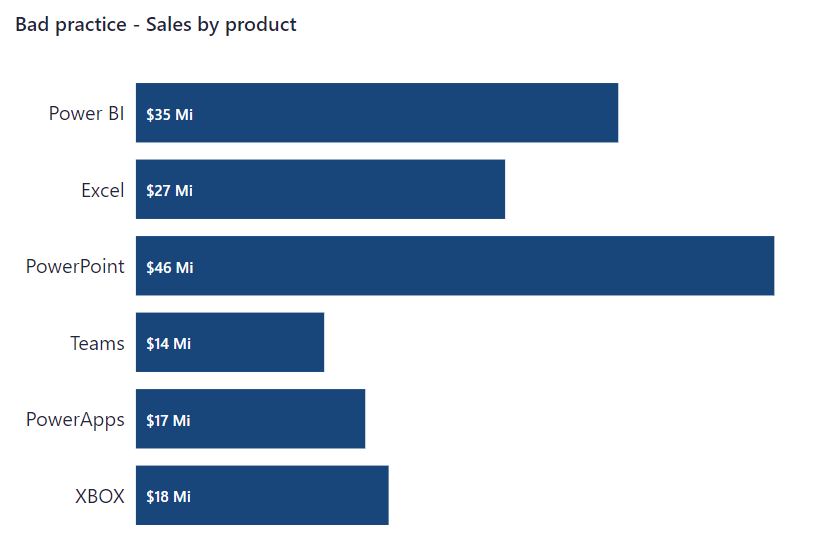 Bad practice - Sales by product
Power BI $35 Mi
Excel $27 Mi
PowerPoint $46 Mi
Teams $14 Mi
PowerApps $17 Mi
XBOX $18 Mi